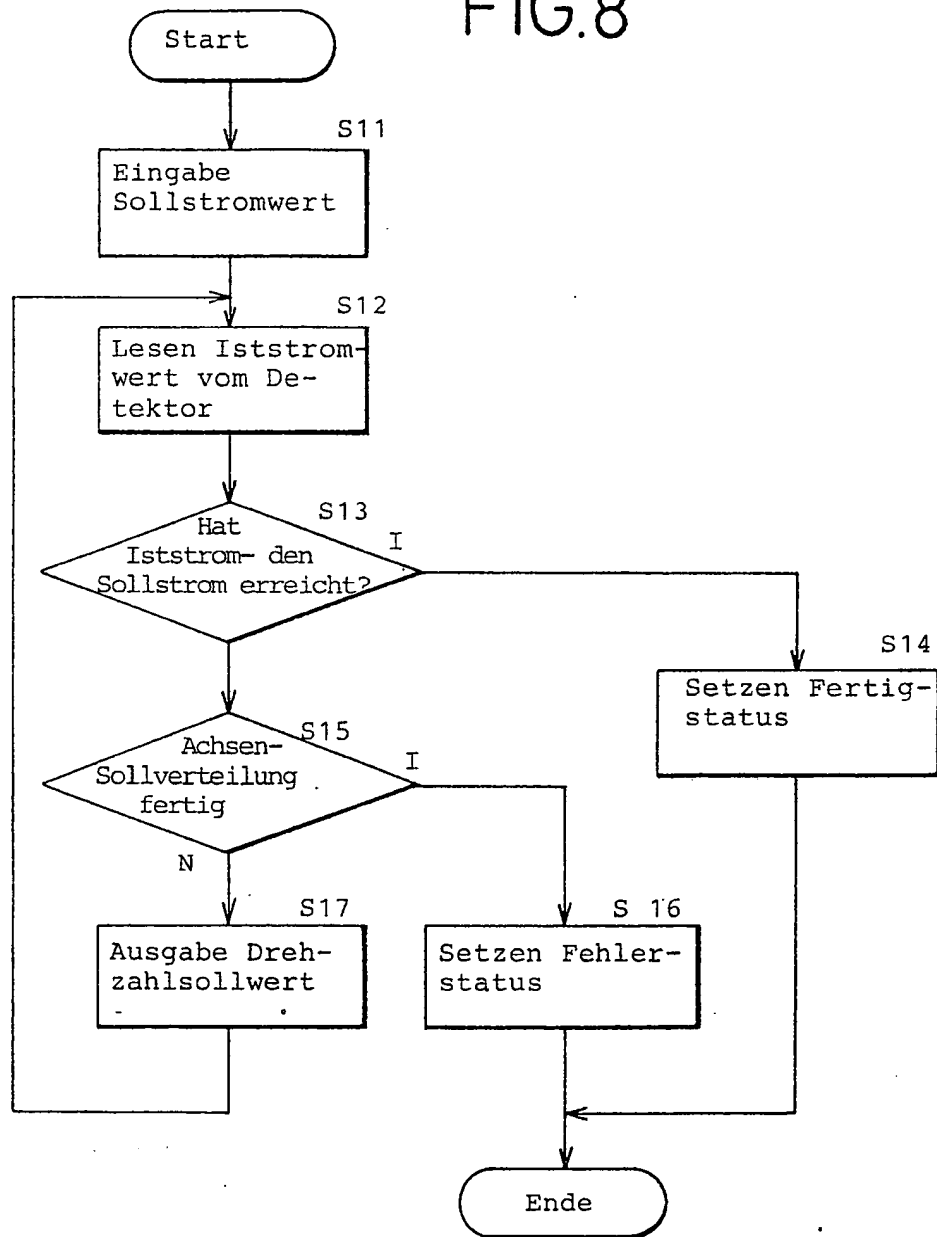 FIG.8
Start
S11
Eingabe
Sollstromwert
S12
Lesen Iststrom-
wert vom De-
tektor
S13
Hat
I
Iststrom- den
Sollstrom erreicht?
S14
Setzen Fertig-
status
S15
Achsen-
I
Sollverteilung
fertig
N
S17
S 16
Ausgabe Dreh-
zahlsollwert
Setzen Fehler-
status
Ende